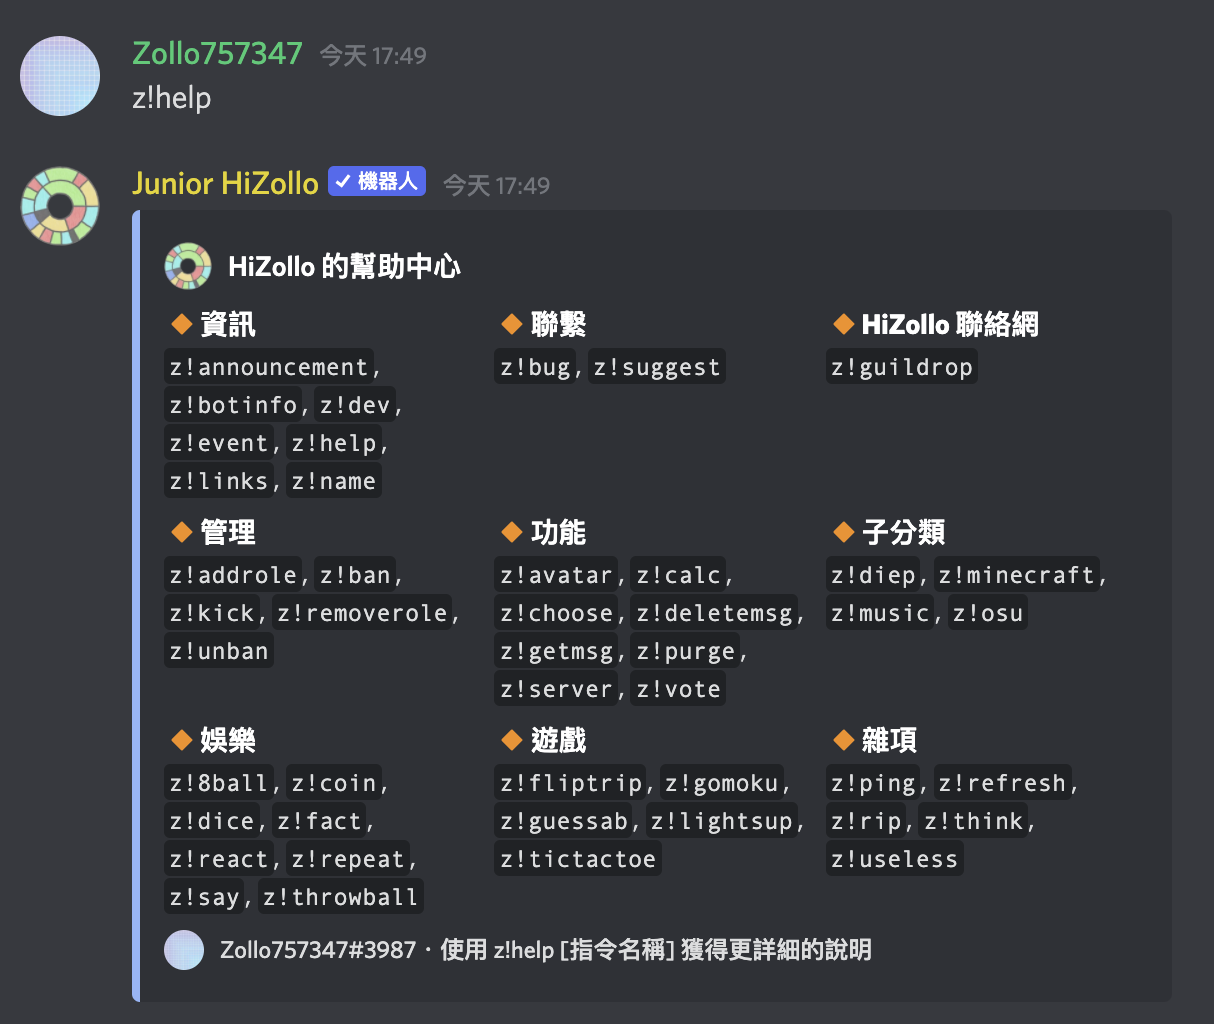 Zollo757347 今天 17:49
z!help
Junior HiZollo ✓ 機器人 今天 17:49
HiZollo 的幫助中心
🔸 資訊
z!announcement,
z!botinfo, z!dev,
z!event, z!help,
z!links, z!name
🔸 聯繫
z!bug, z!suggest
🔸 HiZollo 聯絡網
z!guildrop
🔸 管理
z!addrole, z!ban,
z!kick, z!removerole,
z!unban
🔸 功能
z!avatar, z!calc,
z!choose, z!deletemsg,
z!getmsg, z!purge,
z!server, z!vote
🔸 子分類
z!diep, z!minecraft,
z!music, z!osu
🔸 娛樂
z!8ball, z!coin,
z!dice, z!fact,
z!react, z!repeat,
z!say, z!throwball
🔸 遊戲
z!fliptrip, z!gomoku,
z!guessab, z!lightsup,
z!tictactoe
🔸 雜項
z!ping, z!refresh,
z!rip, z!think,
z!useless
Zollo757347#3987 · 使用 z!help [指令名稱] 獲得更詳細的說明